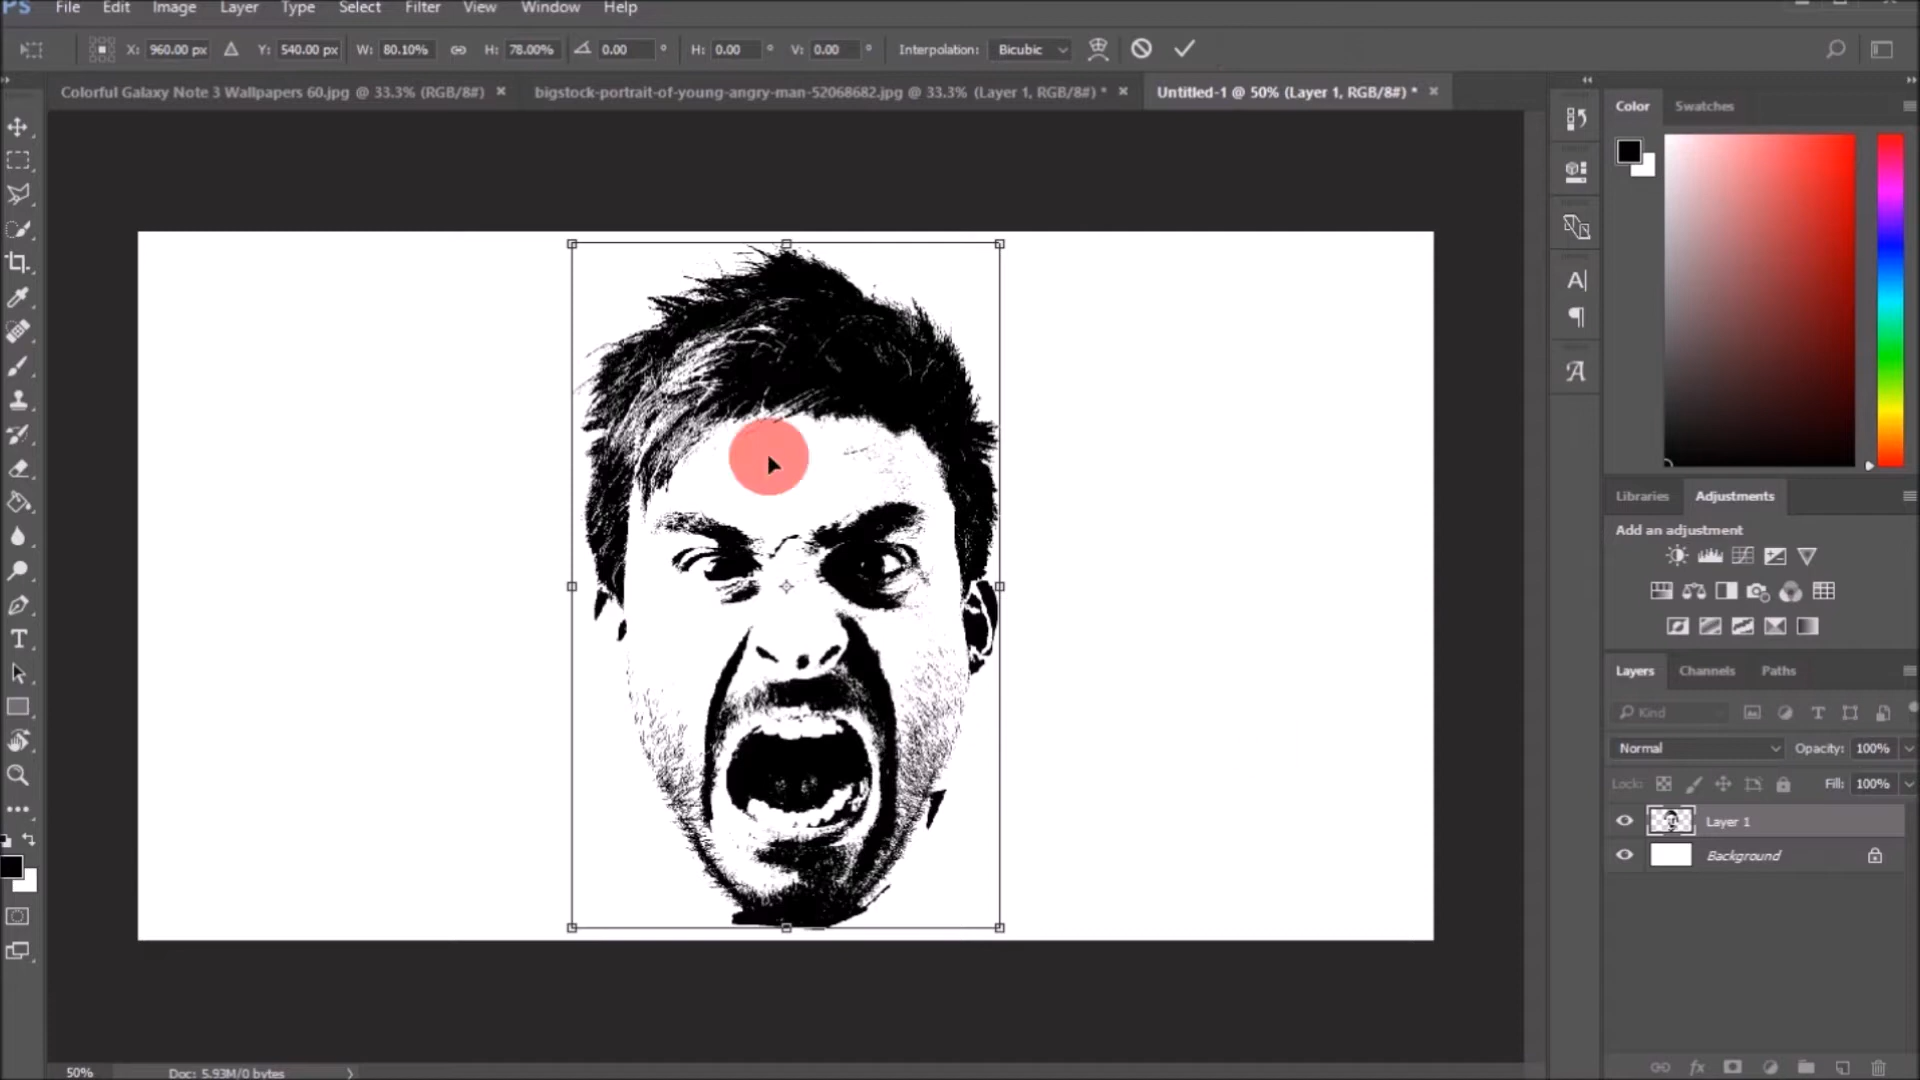 PS File Edit Image Layer Type Select Filter View Window Help
X: 960.00 px Y: 540.00 px W: 80.10% H: 78.00% 0.00 ° H: 0.00 ° V: 0.00 ° Interpolation: Bicubic
Colorful Galaxy Note 3 Wallpapers 60.jpg @ 33.3% (RGB/8#) × bigstock-portrait-of-young-angry-man-52068682.jpg @ 33.3% (Layer 1, RGB/8#) * × Untitled-1 @ 50% (Layer 1, RGB/8#) * ×
Color Swatches
Libraries Adjustments
Add an adjustment
Layers Channels Paths
Kind
Normal Opacity: 100%
Lock: Fill: 100%
Layer 1
Background
50% Doc: 5.93M/0 bytes